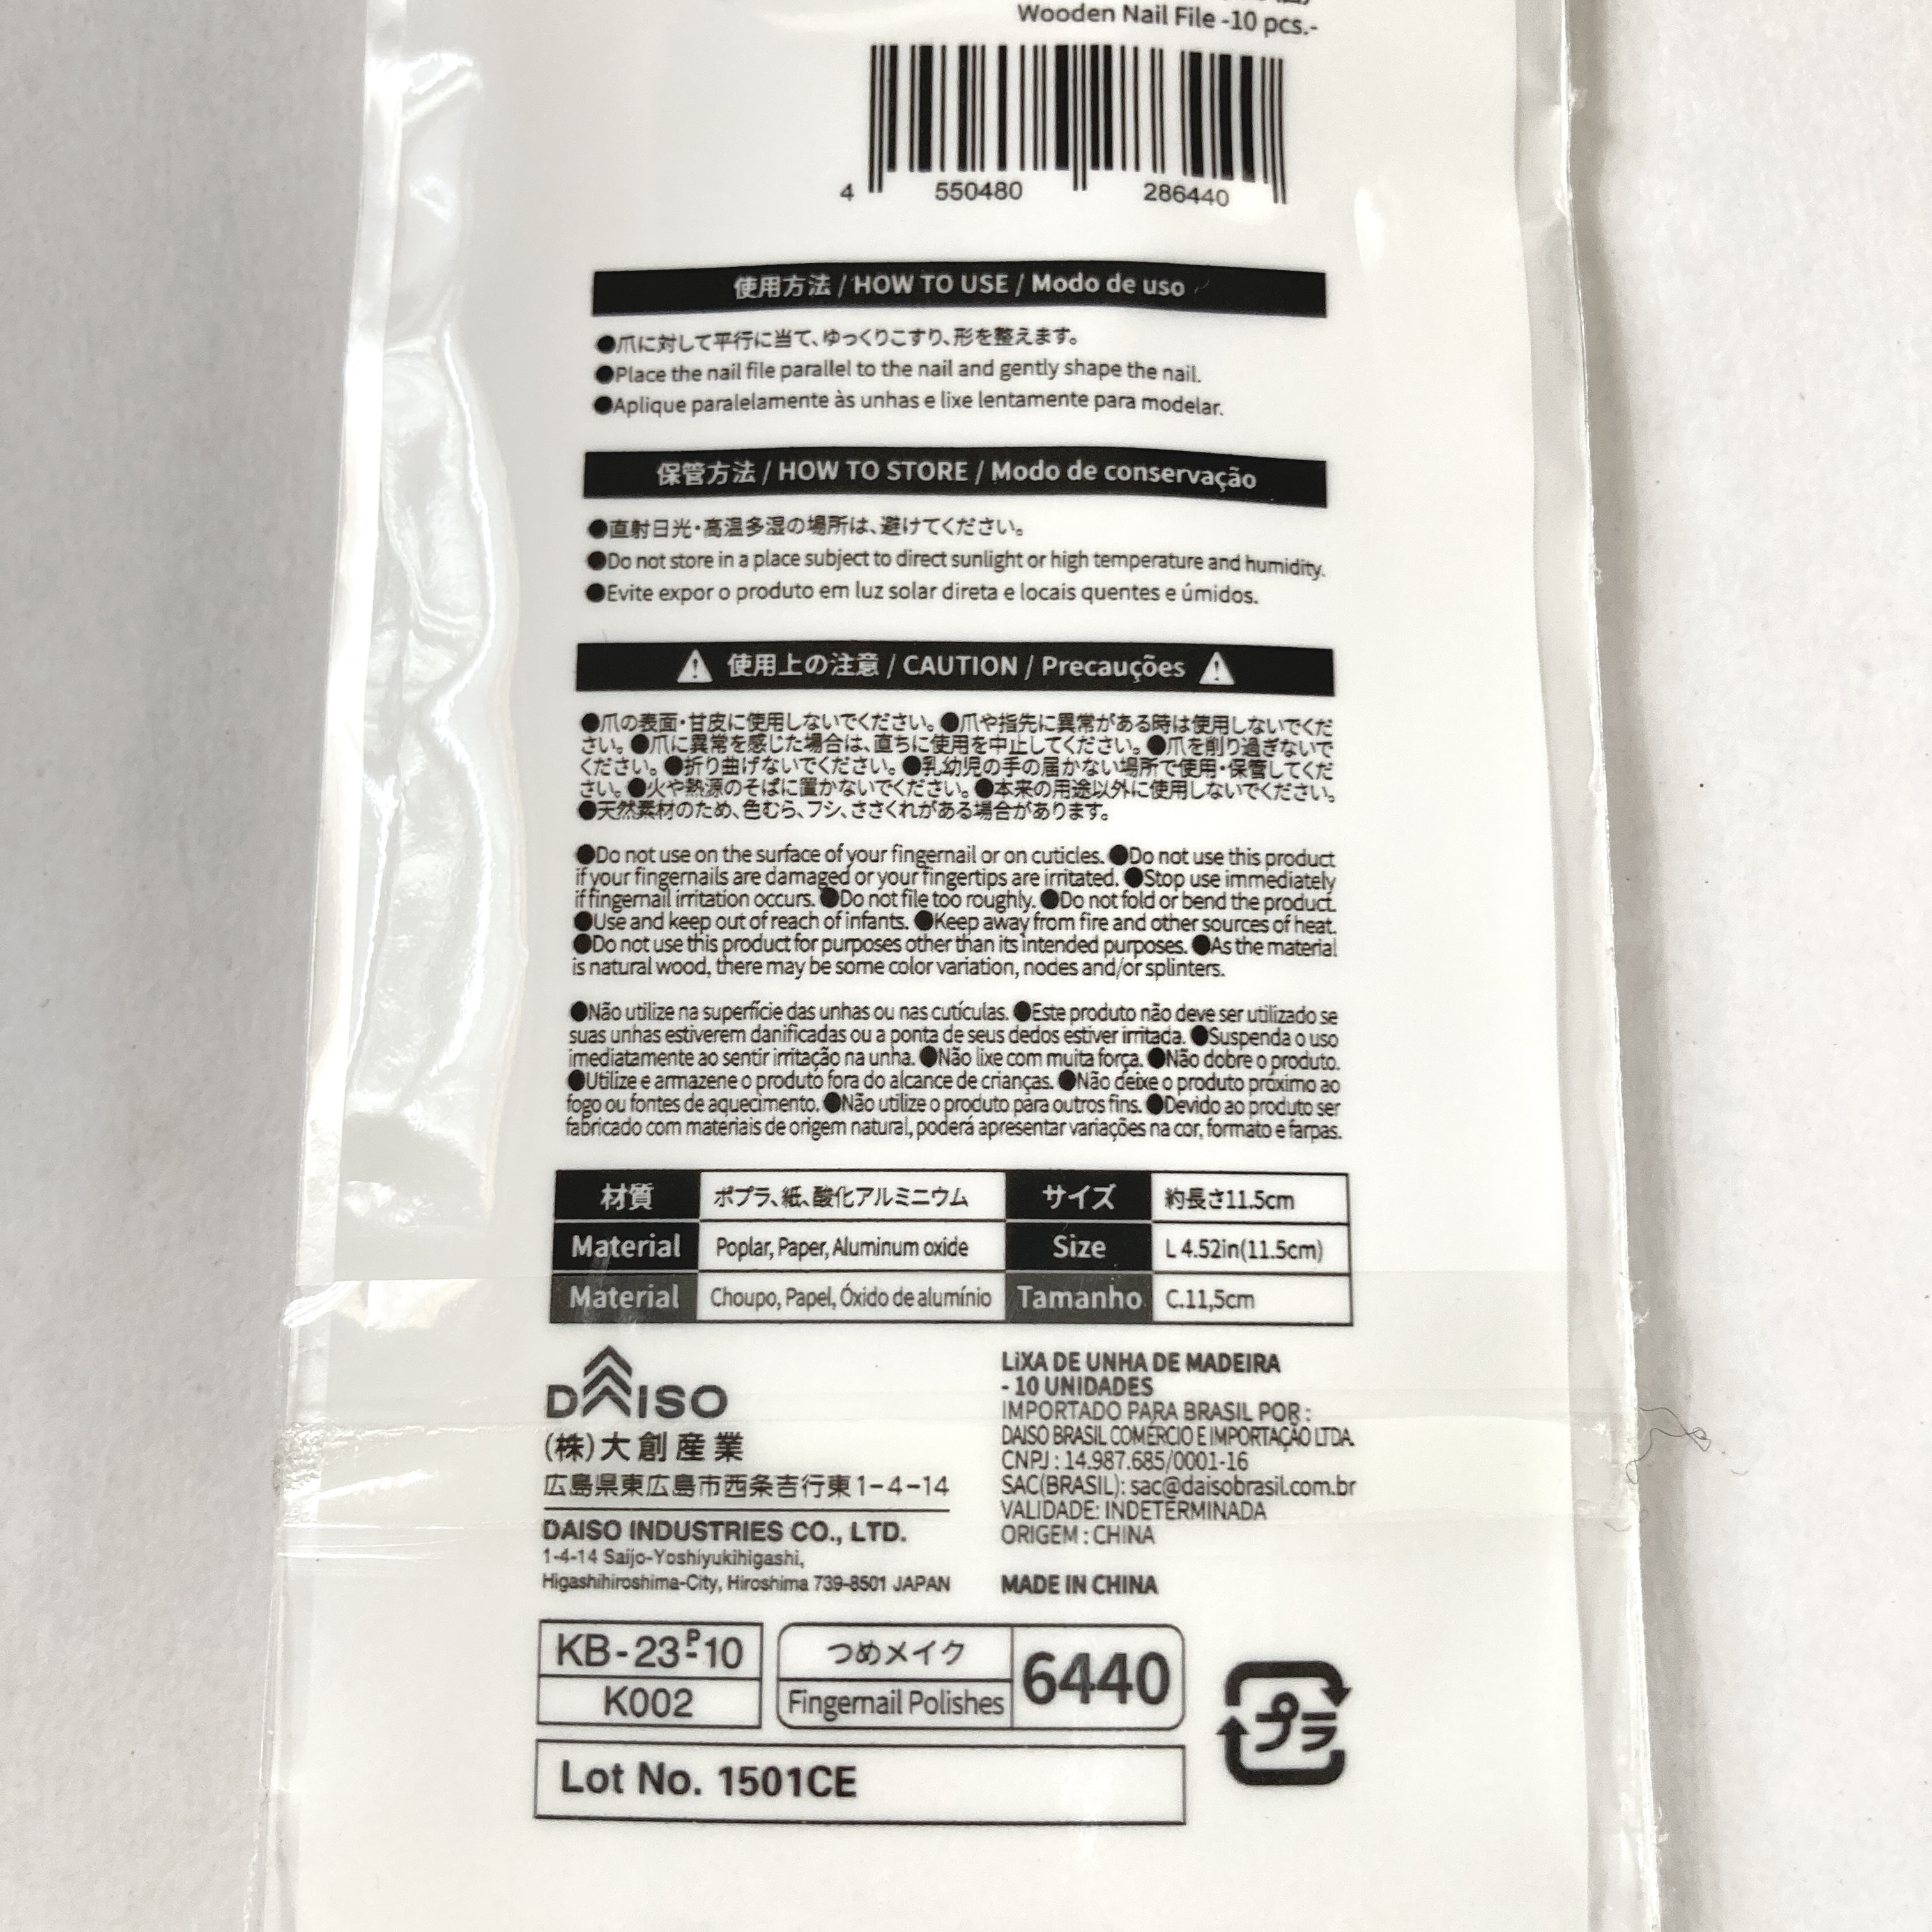 Wooden Nail File -10 pcs.-
4 550480 286440
使用方法 / HOW TO USE / Modo de uso
●爪に対して平行に当て、ゆっくりこすり、形を整えます。
●Place the nail file parallel to the nail and gently shape the nail.
●Aplique paralelamente às unhas e lixe lentamente para modelar.
保管方法 / HOW TO STORE / Modo de conservação
●直射日光・高温多湿の場所は、避けてください。
●Do not store in a place subject to direct sunlight or high temperature and humidity.
●Evite expor o produto em luz solar direta e locais quentes e úmidos.
使用上の注意 / CAUTION / Precauções
●爪の表面・甘皮に使用しないでください。●爪や指先に異常がある時は使用しないでくだ
さい。●爪に異常を感じた場合は、直ちに使用を中止してください。●爪を削り過ぎないで
ください。●折り曲げないでください。●乳幼児の手の届かない場所で使用・保管してくだ
さい。●火や熱源のそばに置かないでください。●本来の用途以外に使用しないでください。
●天然素材のため、色むら、フシ、ささくれがある場合があります。
●Do not use on the surface of your fingernail or on cuticles. ●Do not use this product
if your fingernails are damaged or your fingertips are irritated. ●Stop use immediately
if fingernail irritation occurs. ●Do not file too roughly. ●Do not fold or bend the product.
●Use and keep out of reach of infants. ●Keep away from fire and other sources of heat.
●Do not use this product for purposes other than its intended purposes. ●As the material
is natural wood, there may be some color variation, nodes and/or splinters.
●Não utilize na superfície das unhas ou nas cutículas. ●Este produto não deve ser utilizado se
suas unhas estiverem danificadas ou a ponta de seus dedos estiver irritada. ●Suspenda o uso
imediatamente ao sentir irritação na unha. ●Não lixe com muita força. ●Não dobre o produto.
●Utilize e armazene o produto fora do alcance de crianças. ●Não deixe o produto próximo ao
fogo ou fontes de aquecimento. ●Não utilize o produto para outros fins. ●Devido ao produto ser
fabricado com materiais de origem natural, poderá apresentar variações na cor, formato e farpas.
材質 ポプラ、紙、酸化アルミニウム サイズ 約長さ11.5cm
Material Poplar, Paper, Aluminum oxide Size L 4.52in(11.5cm)
Material Choupo, Papel, Óxido de alumínio Tamanho C.11,5cm
DAISO
(株)大創産業
広島県東広島市西条吉行東1-4-14
DAISO INDUSTRIES CO., LTD.
1-4-14 Saijo-Yoshiyukihigashi,
Higashihiroshima-City, Hiroshima 739-8501 JAPAN
LiXA DE UNHA DE MADEIRA
- 10 UNIDADES
IMPORTADO PARA BRASIL POR :
DAISO BRASIL COMÉRCIO E IMPORTAÇÃO LTDA.
CNPJ : 14.987.685/0001-16
SAC(BRASIL): sac@daisobrasil.com.br
VALIDADE: INDETERMINADA
ORIGEM : CHINA
MADE IN CHINA
KB-23-P-10
K002
つめメイク
Fingernail Polishes
6440
プラ
Lot No. 1501CE